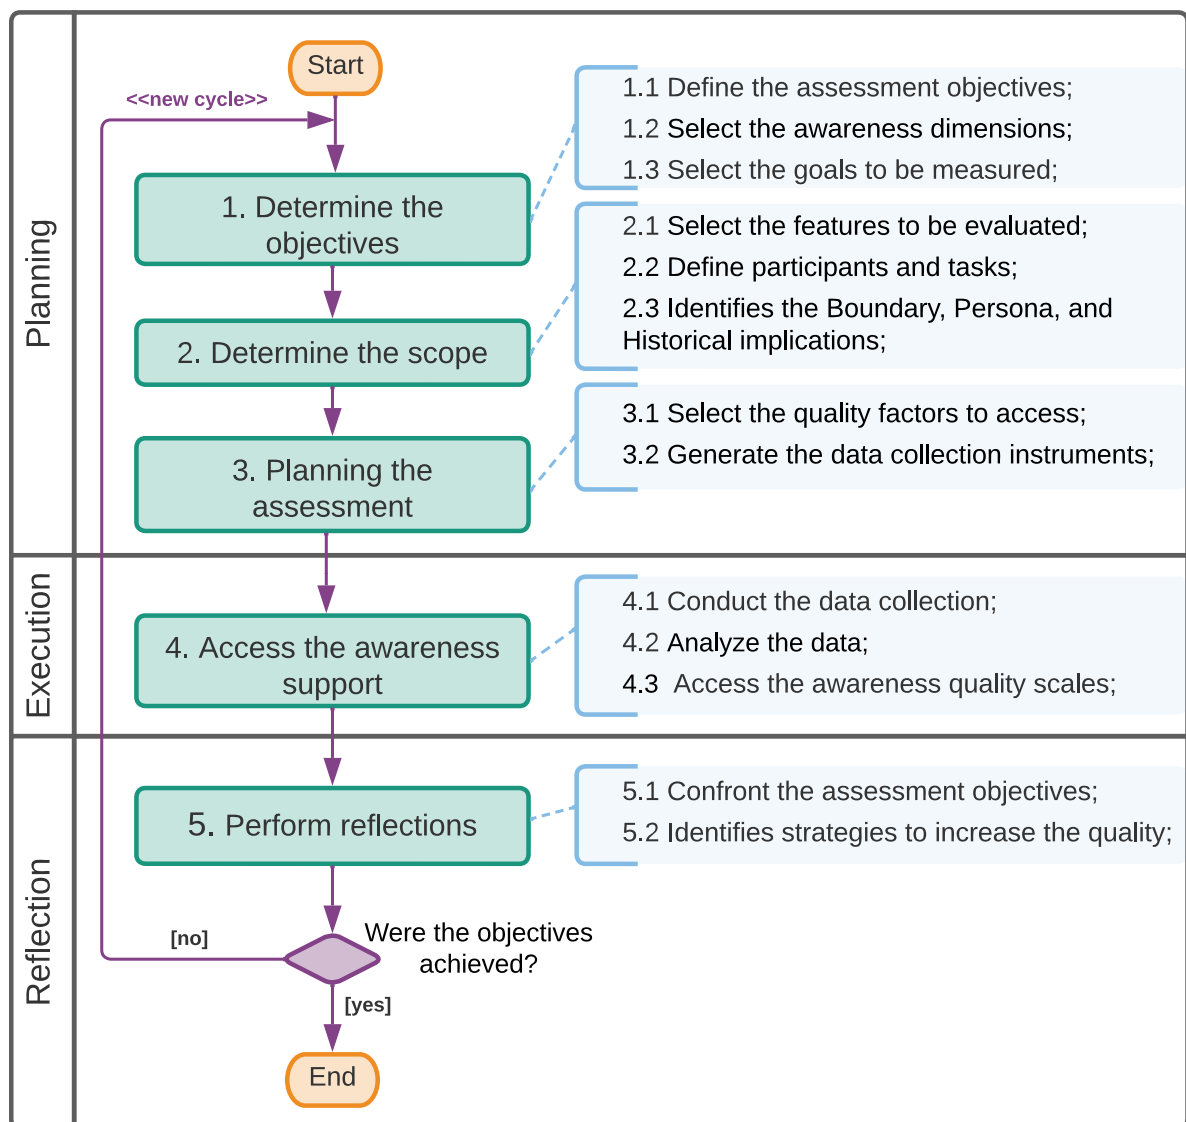 Planning
Start
<<new cycle>>
1. Determine the
objectives
1.1 Define the assessment objectives;
1.2 Select the awareness dimensions;
1.3 Select the goals to be measured;
2. Determine the scope
2.1 Select the features to be evaluated;
2.2 Define participants and tasks;
2.3 Identifies the Boundary, Persona, and
Historical implications;
3. Planning the
assessment
3.1 Select the quality factors to access;
3.2 Generate the data collection instruments;
Execution
4. Access the awareness
support
4.1 Conduct the data collection;
4.2 Analyze the data;
4.3 Access the awareness quality scales;
Reflection
5. Perform reflections
5.1 Confront the assessment objectives;
5.2 Identifies strategies to increase the quality;
Were the objectives
achieved?
[no]
[yes]
End